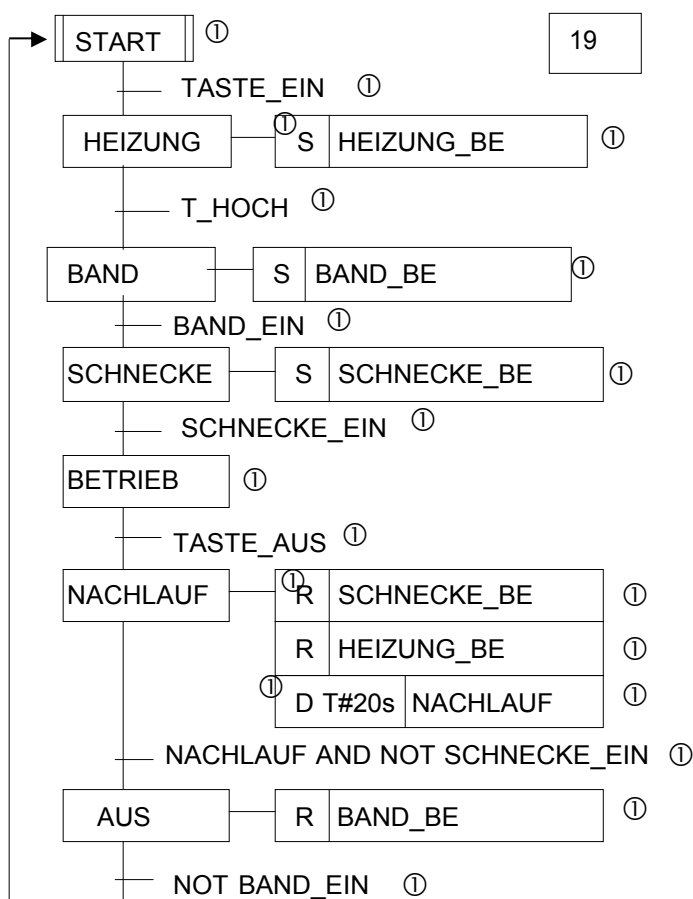 START ①
19
TASTE_EIN ①
HEIZUNG ① S HEIZUNG_BE ①
T_HOCH ①
BAND S BAND_BE ①
BAND_EIN ①
SCHNECKE S SCHNECKE_BE ①
SCHNECKE_EIN ①
BETRIEB ①
TASTE_AUS ①
NACHLAUF ① R SCHNECKE_BE ①
R HEIZUNG_BE ①
① D T#20s NACHLAUF ①
NACHLAUF AND NOT SCHNECKE_EIN ①
AUS R BAND_BE ①
NOT BAND_EIN ①